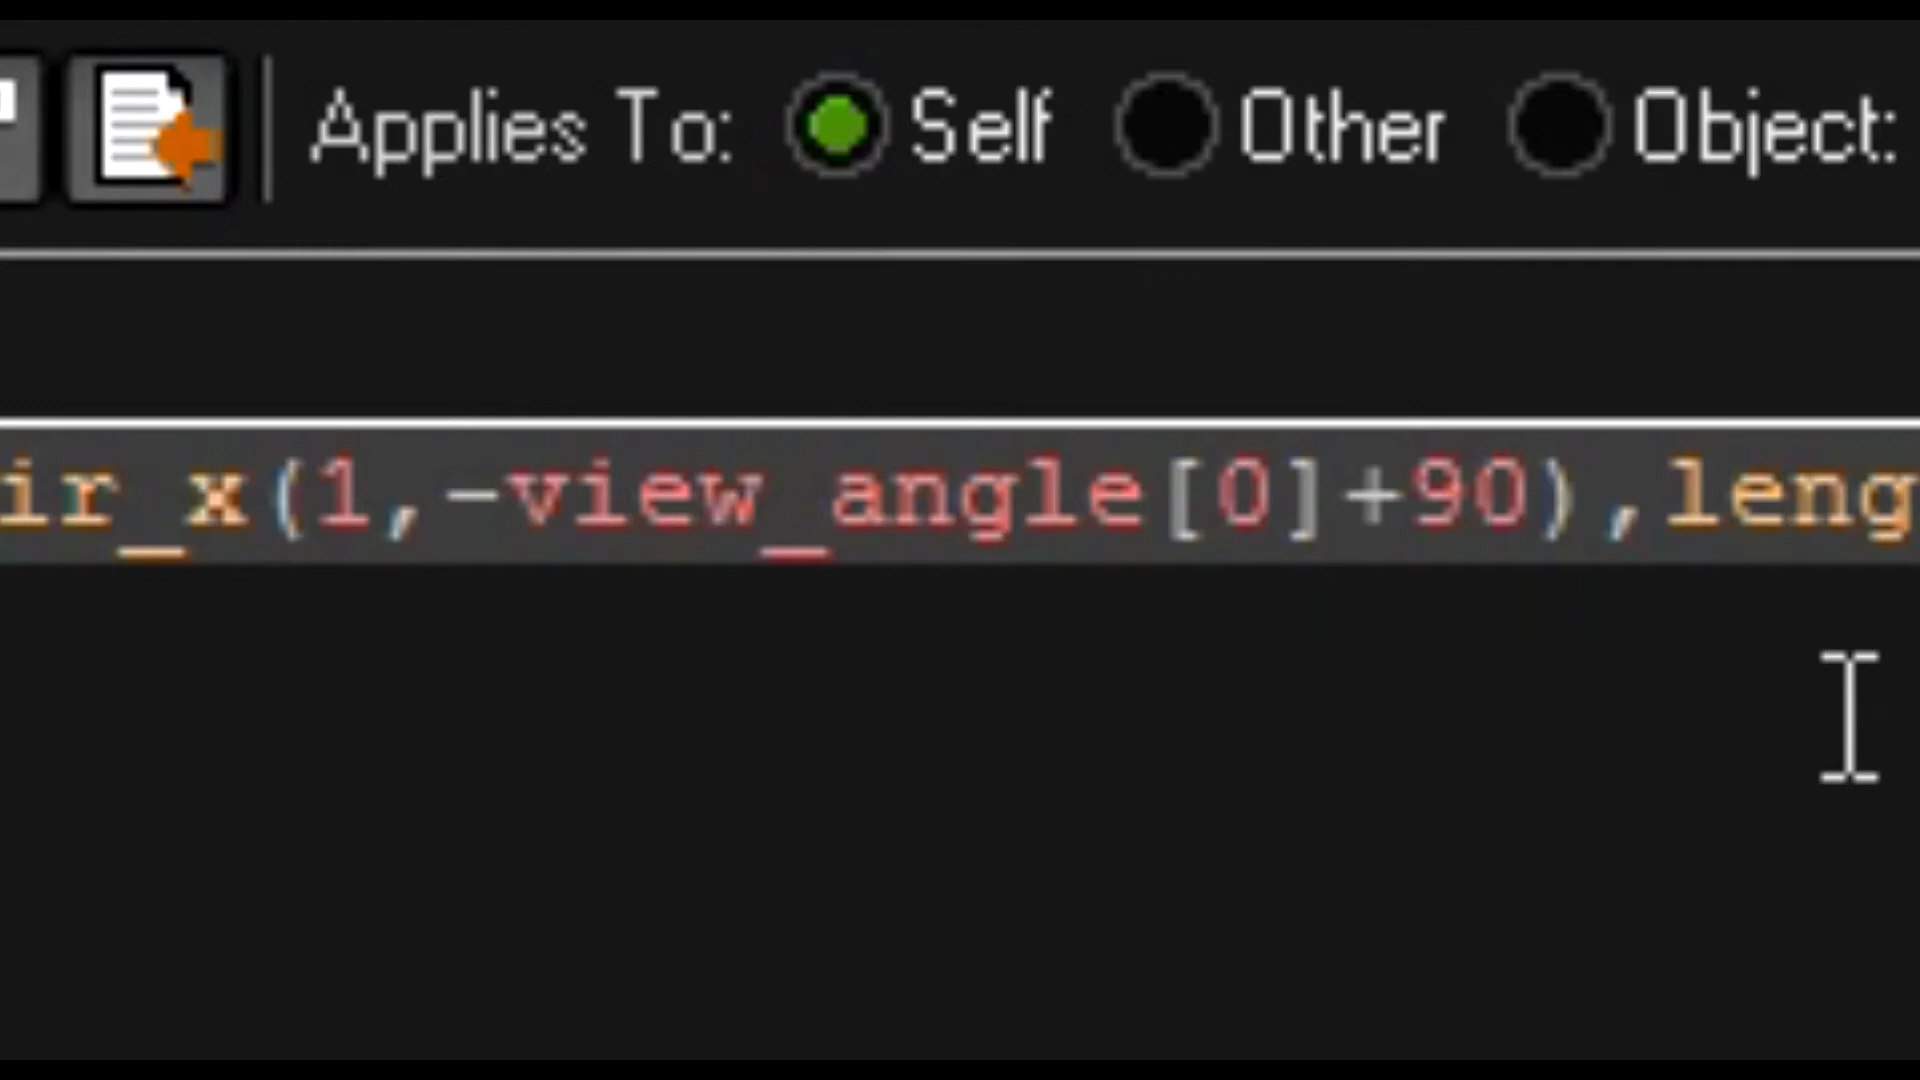 Applies To: Self Other Object:
ir_x(1,-view_angle[0]+90),leng